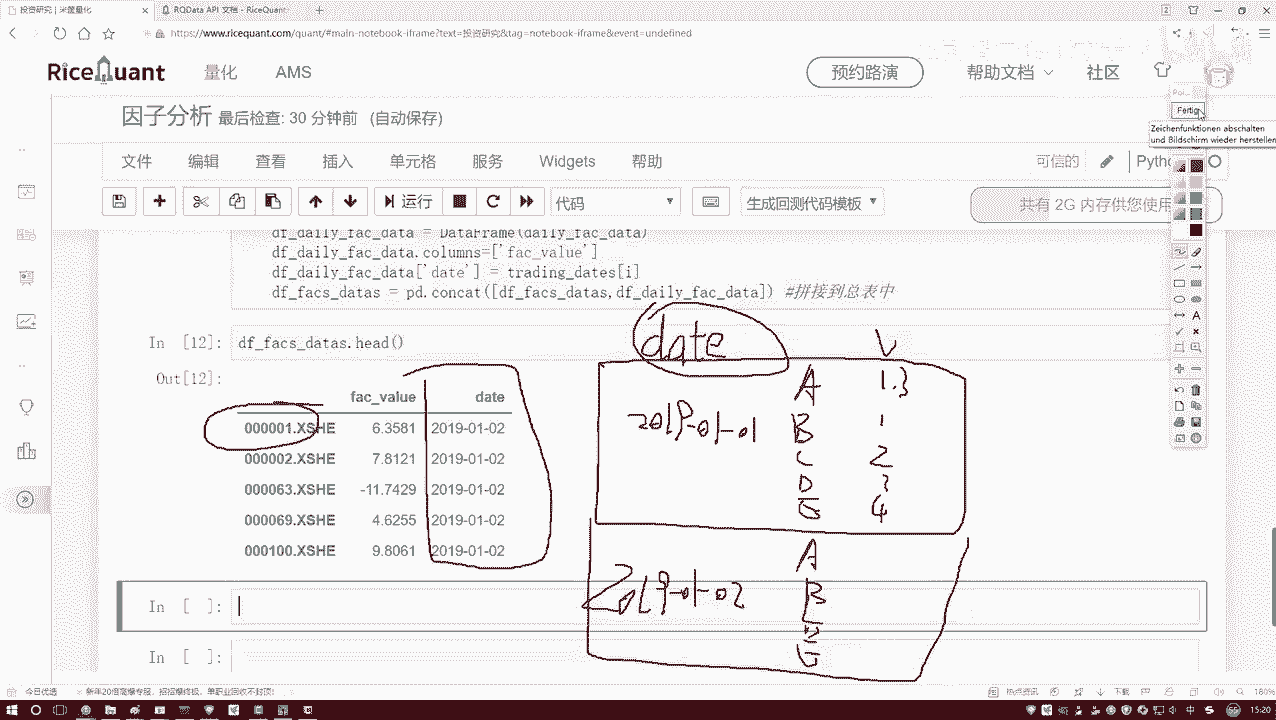 投资研究 | 米筐量化
RQData API 文档 - RiceQuant
https://www.ricequant.com/quant/#main-notebook-iframe?text=投资研究&tag=notebook-iframe&event=undefined
RiceQuant 量化 AMS 预约路演 帮助文档 社区
因子分析 最后检查: 30 分钟前 (自动保存)
Fertig
Zeichenfunktionen abschalten
und Bildschirm wieder herstellen
文件 编辑 查看 插入 单元格 服务 Widgets 帮助 可信的
运行 代码 生成回测代码模板 共有 2G 内存供您使用
df_daily_fac_data = DataFrame(daily_fac_data)
df_daily_fac_data.columns=['fac_value']
df_daily_fac_data['date'] = trading_dates[i]
df_facs_datas = pd.concat([df_facs_datas,df_daily_fac_data]) #拼接到总表中
In [12]: df_facs_datas.head()
Out[12]:
fac_value date
000001.XSHE 6.3581 2019-01-02
000002.XSHE 7.8121 2019-01-02
000063.XSHE -11.7429 2019-01-02
000069.XSHE 4.6255 2019-01-02
000100.XSHE 9.8061 2019-01-02
date V
A 1.3
2019-01-01 B 1
C 2
D 3
4
A
2019-01-02 B
In [ ]:
In [ ]:
今日优选
热点资讯
下载
180%
中
15:20